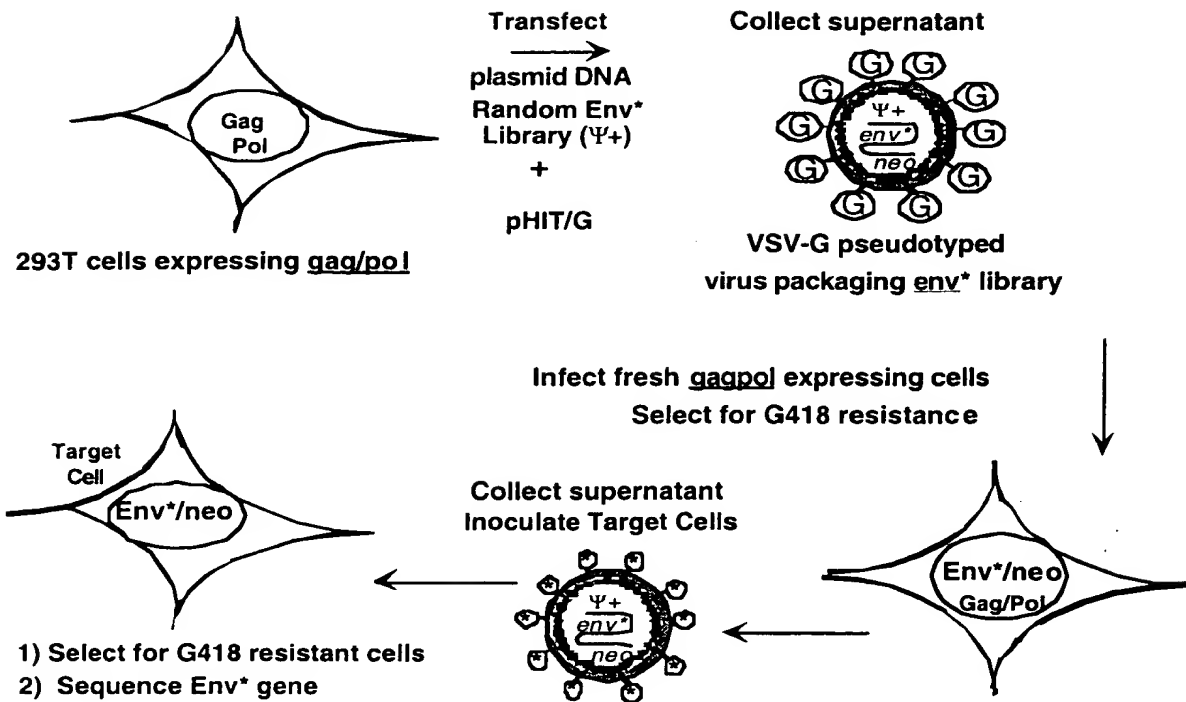 Transfect
plasmid DNA
Random Env*
Library (Ψ+)
+
pHIT/G
Collect supernatant
Gag
Pol
293T cells expressing gag/pol
G G
G G
G G
G G
G G
Ψ+
env*
neo
VSV-G pseudotyped
virus packaging env* library
Infect fresh gagpol expressing cells
Select for G418 resistance
Env*/neo
Gag/Pol
Collect supernatant
Inoculate Target Cells
* *
* *
* *
* *
* *
Ψ+
env*
neo
Target
Cell
Env*/neo
1) Select for G418 resistant cells
2) Sequence Env* gene